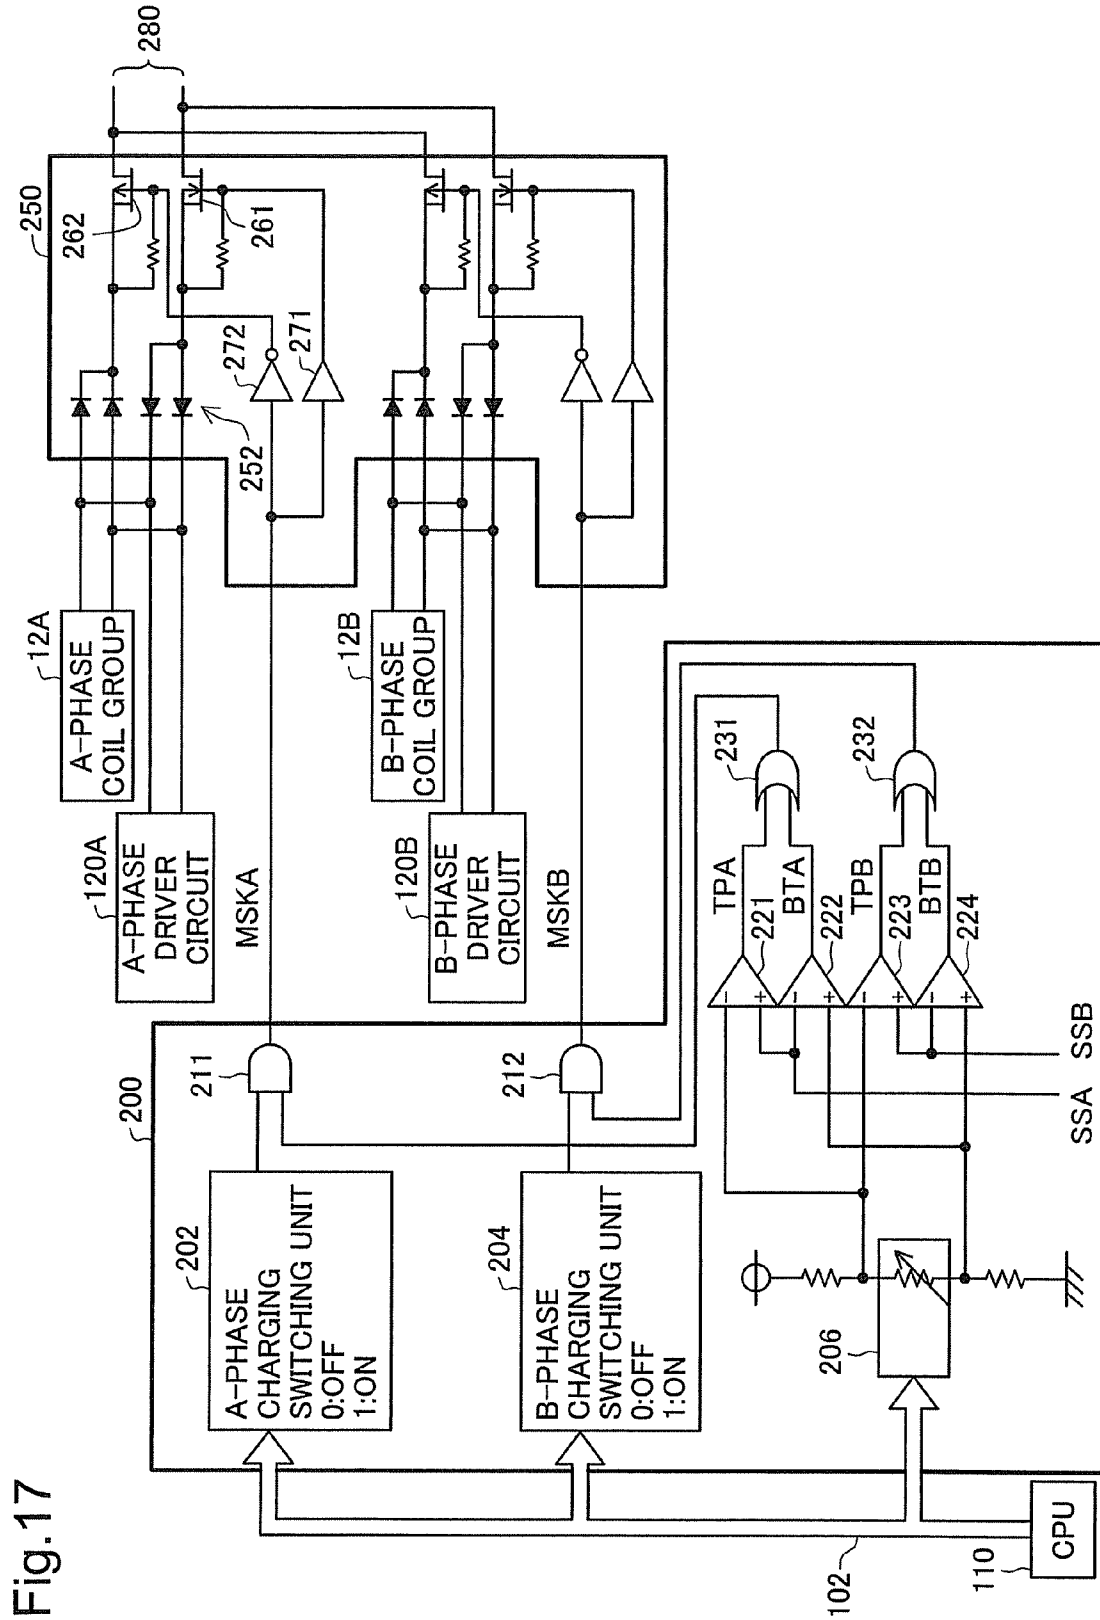 Fig.17
110
CPU
102
200
202
A-PHASE
CHARGING
SWITCHING UNIT
0:OFF
1:ON
204
B-PHASE
CHARGING
SWITCHING UNIT
0:OFF
1:ON
206
211
212
MSKA
MSKB
SSA
SSB
-
+
-
+
-
+
-
+
TPA
221
BTA
222
TPB
223
BTB
224
231
232
12A
A-PHASE
COIL GROUP
120A
A-PHASE
DRIVER
CIRCUIT
12B
B-PHASE
COIL GROUP
120B
B-PHASE
DRIVER
CIRCUIT
250
252
262
261
272
271
280